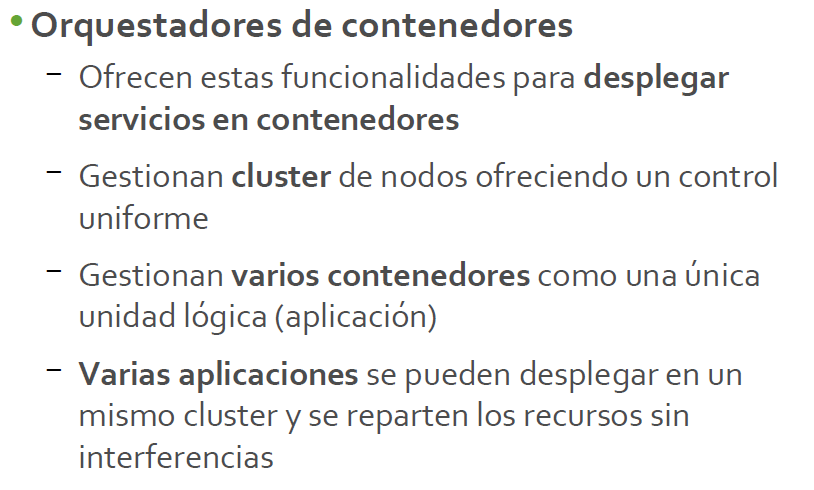 • Orquestadores de contenedores
– Ofrecen estas funcionalidades para desplegar
servicios en contenedores
– Gestionan cluster de nodos ofreciendo un control
uniforme
– Gestionan varios contenedores como una única
unidad lógica (aplicación)
– Varias aplicaciones se pueden desplegar en un
mismo cluster y se reparten los recursos sin
interferencias